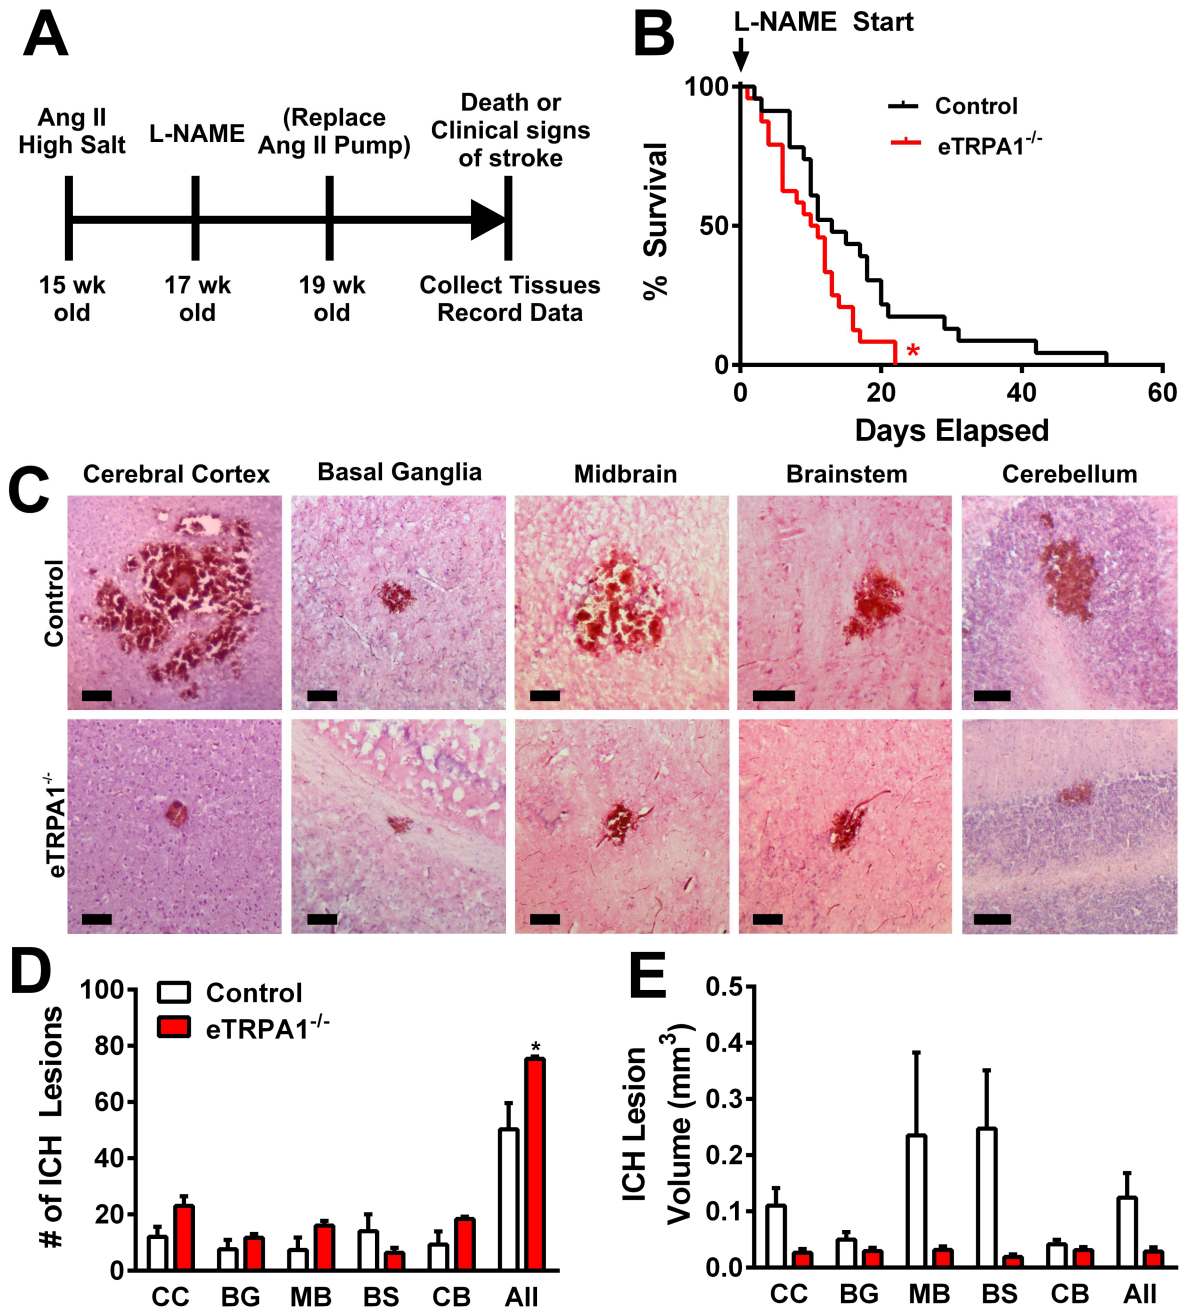 A
Ang II
High Salt
L-NAME
(Replace
Ang II Pump)
Death or
Clinical signs
of stroke
15 wk
old
17 wk
old
19 wk
old
Collect Tissues
Record Data
B
L-NAME Start
% Survival
100
50
0
0
20
40
60
Days Elapsed
Control
eTRPA1-/-
*
C
Cerebral Cortex
Basal Ganglia
Midbrain
Brainstem
Cerebellum
Control
eTRPA1-/-
D
# of ICH Lesions
100
80
60
40
20
0
Control
eTRPA1-/-
*
CC
BG
MB
BS
CB
All
E
ICH Lesion
Volume (mm3)
0.5
0.4
0.3
0.2
0.1
0.0
CC
BG
MB
BS
CB
All